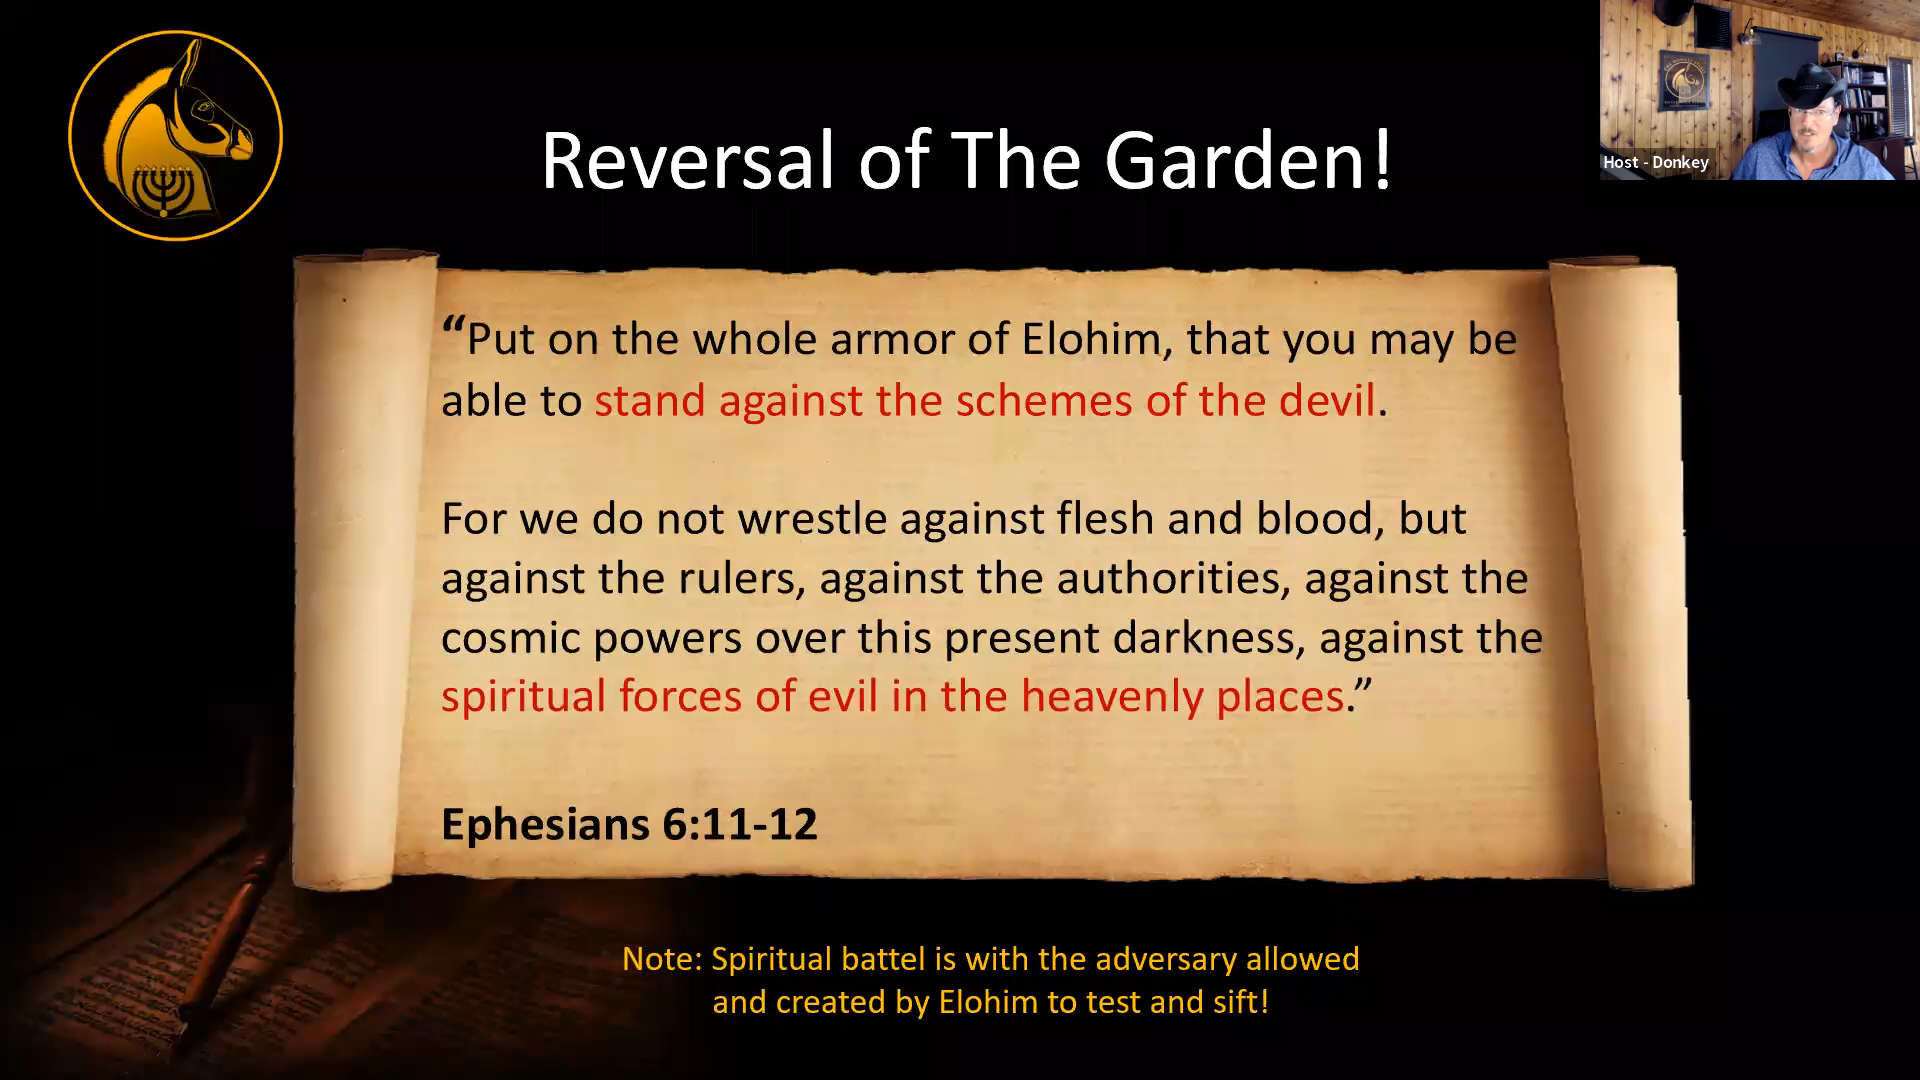 Reversal of The Garden!
Host - Donkey
“Put on the whole armor of Elohim, that you may be
able to stand against the schemes of the devil.
For we do not wrestle against flesh and blood, but
against the rulers, against the authorities, against the
cosmic powers over this present darkness, against the
spiritual forces of evil in the heavenly places.”
Ephesians 6:11-12
Note: Spiritual battel is with the adversary allowed
and created by Elohim to test and sift!